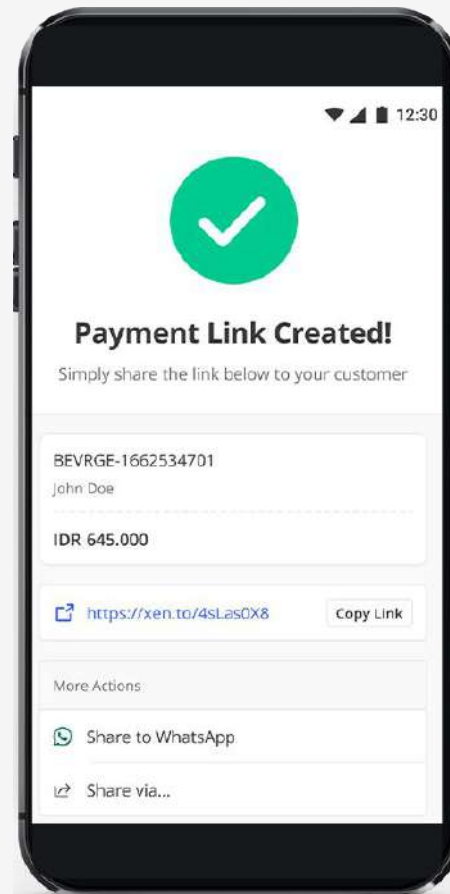 12:30
Payment Link Created!
Simply share the link below to your customer
BEVRGE-1662534701
John Doe
IDR 645.000
https://xen.to/4sLas0X8
Copy Link
More Actions
Share to WhatsApp
Share via...